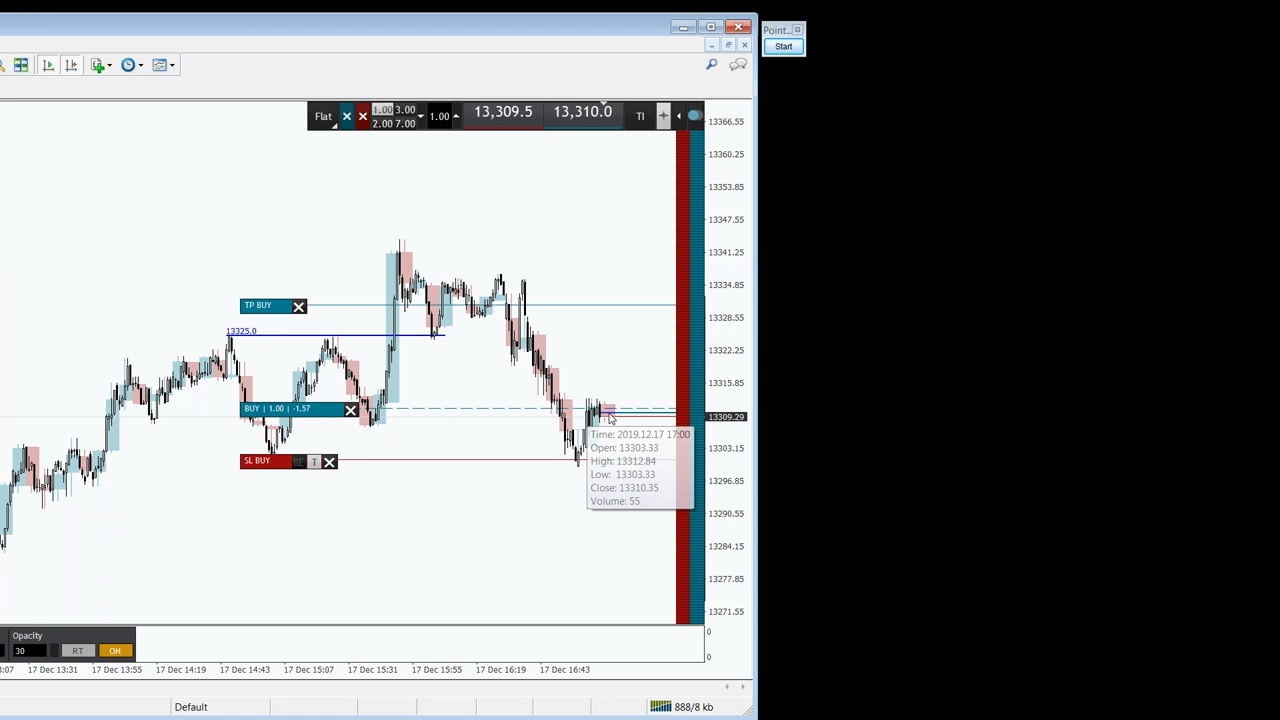 Point...
Start
Flat
1.00 3.00
2.00 7.00
1.00
13,309.5
13,310.0
TI
13366.55
13360.25
13353.85
13347.55
13341.25
13334.85
13328.55
13322.25
13315.85
13309.29
13303.15
13296.85
13290.55
13284.15
13277.85
13271.55
TP BUY
13325.0
BUY | 1.00 | -1.57
SL BUY
BE
T
Time: 2019.12.17 17:00
Open: 13303.33
High: 13312.84
Low: 13303.33
Close: 13310.35
Volume: 55
Opacity
30
RT
ON
0
0
3:07
17 Dec 13:31
17 Dec 13:55
17 Dec 14:19
17 Dec 14:43
17 Dec 15:07
17 Dec 15:31
17 Dec 15:55
17 Dec 16:19
17 Dec 16:43
Default
888/8 kb